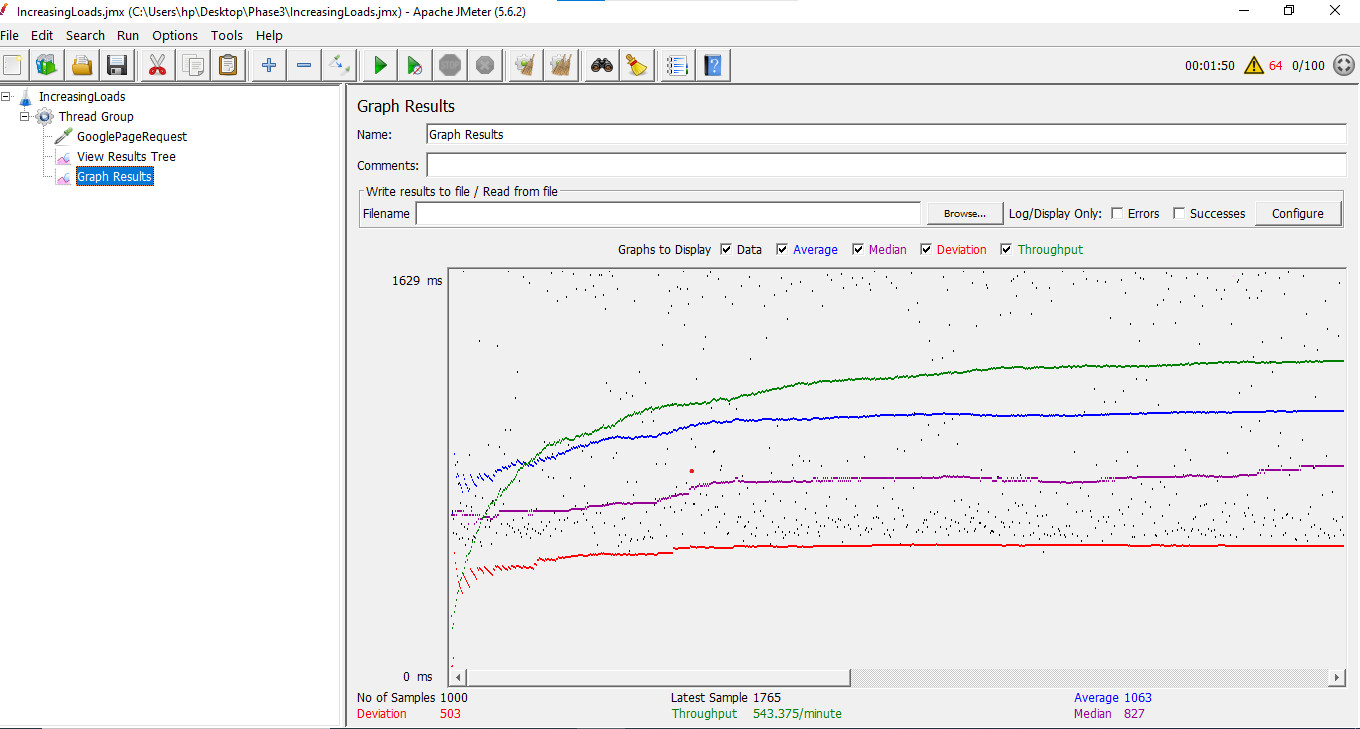 IncreasingLoads.jmx (C:\Users\hp\Desktop\Phase3\IncreasingLoads.jmx) - Apache JMeter (5.6.2)
File Edit Search Run Options Tools Help
STOP
00:01:50 64 0/100
IncreasingLoads
Thread Group
GooglePageRequest
View Results Tree
Graph Results
Graph Results
Name: Graph Results
Comments:
Write results to file / Read from file
Filename Browse... Log/Display Only: Errors Successes Configure
Graphs to Display Data Average Median Deviation Throughput
1629 ms
0 ms
No of Samples 1000 Latest Sample 1765 Average 1063
Deviation 503 Throughput 543.375/minute Median 827